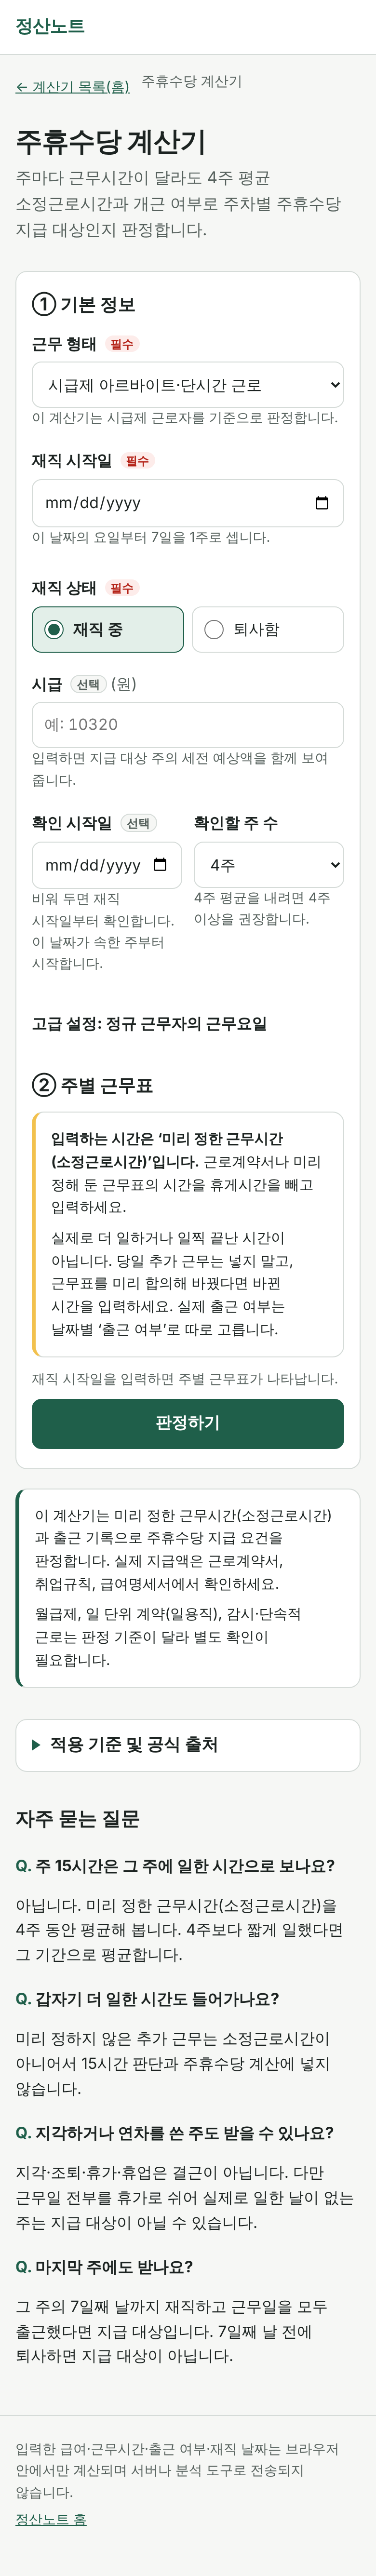 정산노트
← 계산기 목록(홈) 주휴수당 계산기
주휴수당 계산기
주마다 근무시간이 달라도 4주 평균
소정근로시간과 개근 여부로 주차별 주휴수당
지급 대상인지 판정합니다.
① 기본 정보
근무 형태 필수
시급제 아르바이트·단시간 근로
이 계산기는 시급제 근로자를 기준으로 판정합니다.
재직 시작일 필수
mm/dd/yyyy
이 날짜의 요일부터 7일을 1주로 셉니다.
재직 상태 필수
재직 중 퇴사함
시급 선택 (원)
예: 10320
입력하면 지급 대상 주의 세전 예상액을 함께 보여
줍니다.
확인 시작일 선택
mm/dd/yyyy
비워 두면 재직
시작일부터 확인합니다.
이 날짜가 속한 주부터
시작합니다.
확인할 주 수
4주
4주 평균을 내려면 4주
이상을 권장합니다.
고급 설정: 정규 근무자의 근무요일
② 주별 근무표
입력하는 시간은 ‘미리 정한 근무시간
(소정근로시간)’입니다. 근로계약서나 미리
정해 둔 근무표의 시간을 휴게시간을 빼고
입력하세요.
실제로 더 일하거나 일찍 끝난 시간이
아닙니다. 당일 추가 근무는 넣지 말고,
근무표를 미리 합의해 바꿨다면 바뀐
시간을 입력하세요. 실제 출근 여부는
날짜별 ‘출근 여부’로 따로 고릅니다.
재직 시작일을 입력하면 주별 근무표가 나타납니다.
판정하기
이 계산기는 미리 정한 근무시간(소정근로시간)
과 출근 기록으로 주휴수당 지급 요건을
판정합니다. 실제 지급액은 근로계약서,
취업규칙, 급여명세서에서 확인하세요.
월급제, 일 단위 계약(일용직), 감시·단속적
근로는 판정 기준이 달라 별도 확인이
필요합니다.
적용 기준 및 공식 출처
자주 묻는 질문
Q. 주 15시간은 그 주에 일한 시간으로 보나요?
아닙니다. 미리 정한 근무시간(소정근로시간)을
4주 동안 평균해 봅니다. 4주보다 짧게 일했다면
그 기간으로 평균합니다.
Q. 갑자기 더 일한 시간도 들어가나요?
미리 정하지 않은 추가 근무는 소정근로시간이
아니어서 15시간 판단과 주휴수당 계산에 넣지
않습니다.
Q. 지각하거나 연차를 쓴 주도 받을 수 있나요?
지각·조퇴·휴가·휴업은 결근이 아닙니다. 다만
근무일 전부를 휴가로 쉬어 실제로 일한 날이 없는
주는 지급 대상이 아닐 수 있습니다.
Q. 마지막 주에도 받나요?
그 주의 7일째 날까지 재직하고 근무일을 모두
출근했다면 지급 대상입니다. 7일째 날 전에
퇴사하면 지급 대상이 아닙니다.
입력한 급여·근무시간·출근 여부·재직 날짜는 브라우저
안에서만 계산되며 서버나 분석 도구로 전송되지
않습니다.
정산노트 홈